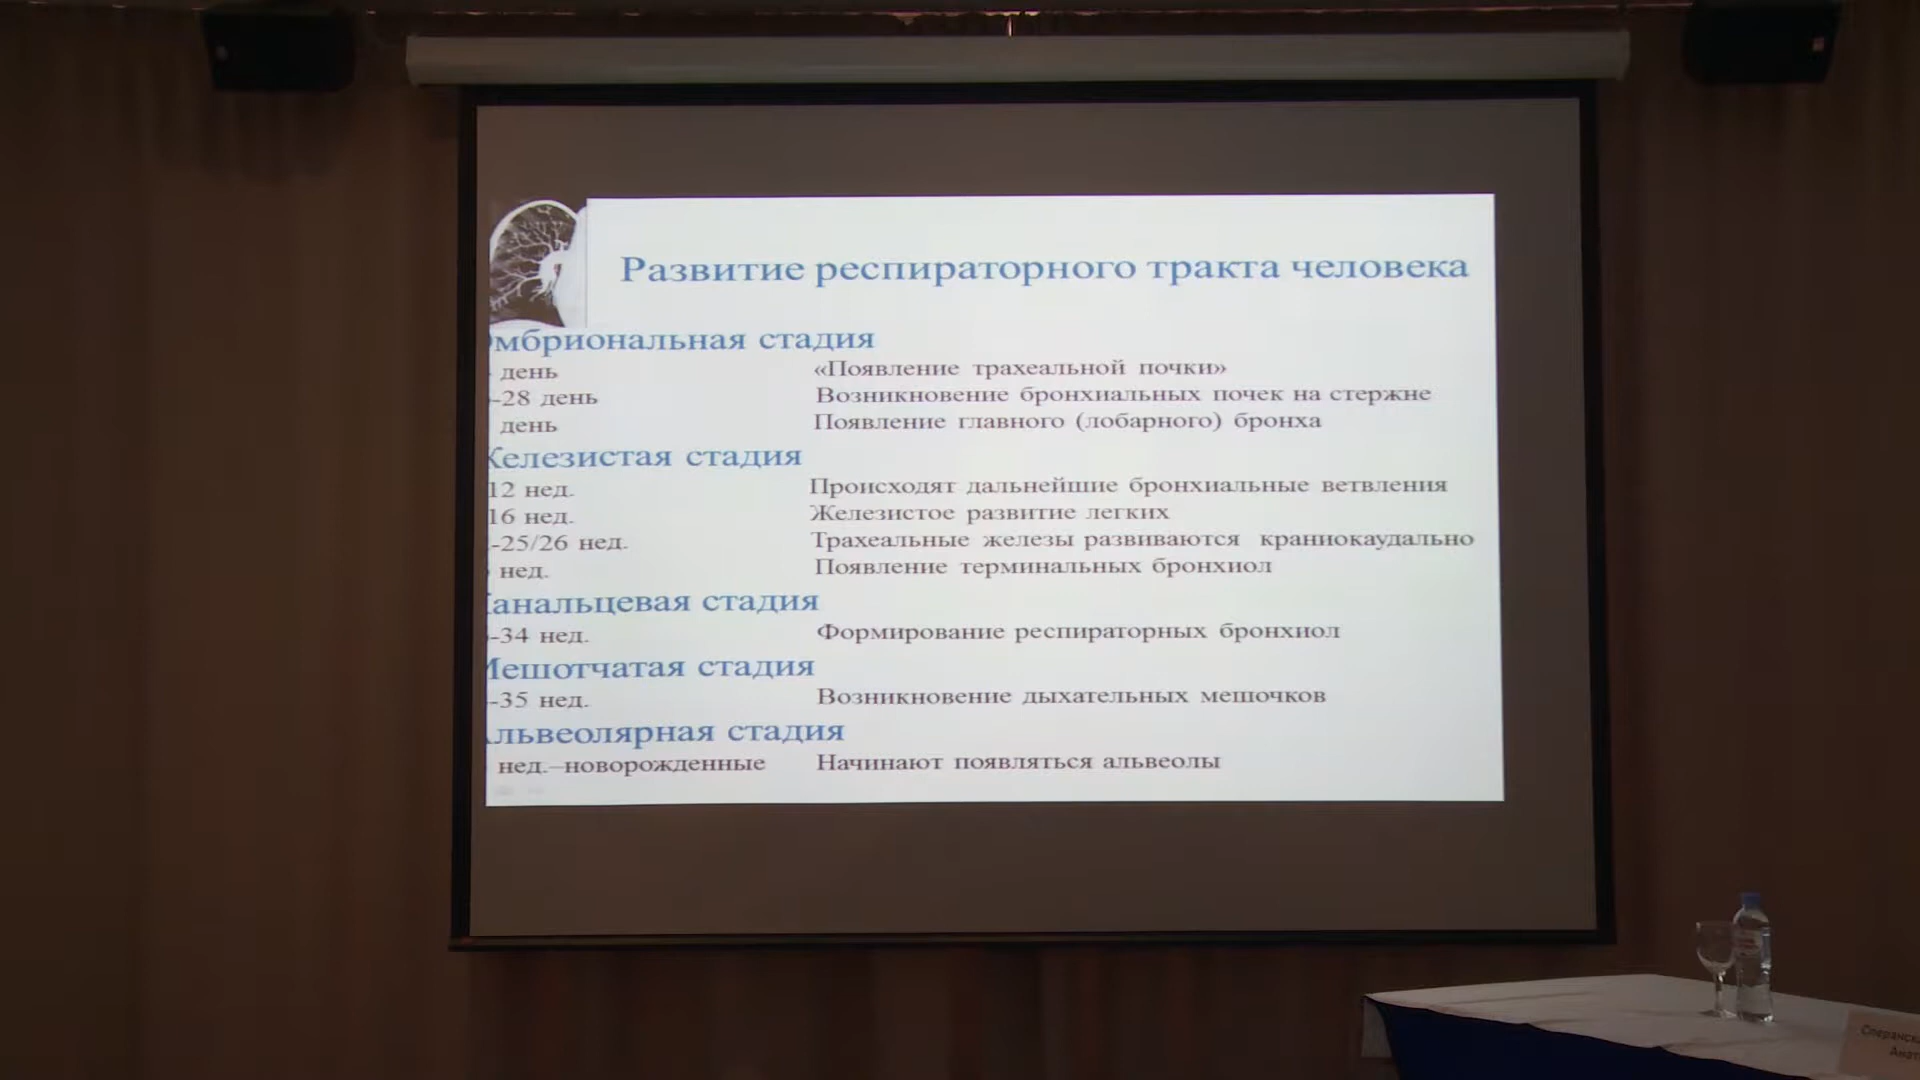 Развитие респираторного тракта человека
мбриональная стадия
день «Появление трахеальной почки»
-28 день Возникновение бронхиальных почек на стержне
день Появление главного (лобарного) бронха
Железистая стадия
12 нед. Происходят дальнейшие бронхиальные ветвления
16 нед. Железистое развитие легких
-25/26 нед. Трахеальные железы развиваются краниокаудально
нед. Появление терминальных бронхиол
анальцевая стадия
-34 нед. Формирование респираторных бронхиол
Мешотчатая стадия
-35 нед. Возникновение дыхательных мешочков
львеолярная стадия
нед.–новорожденные Начинают появляться альвеолы